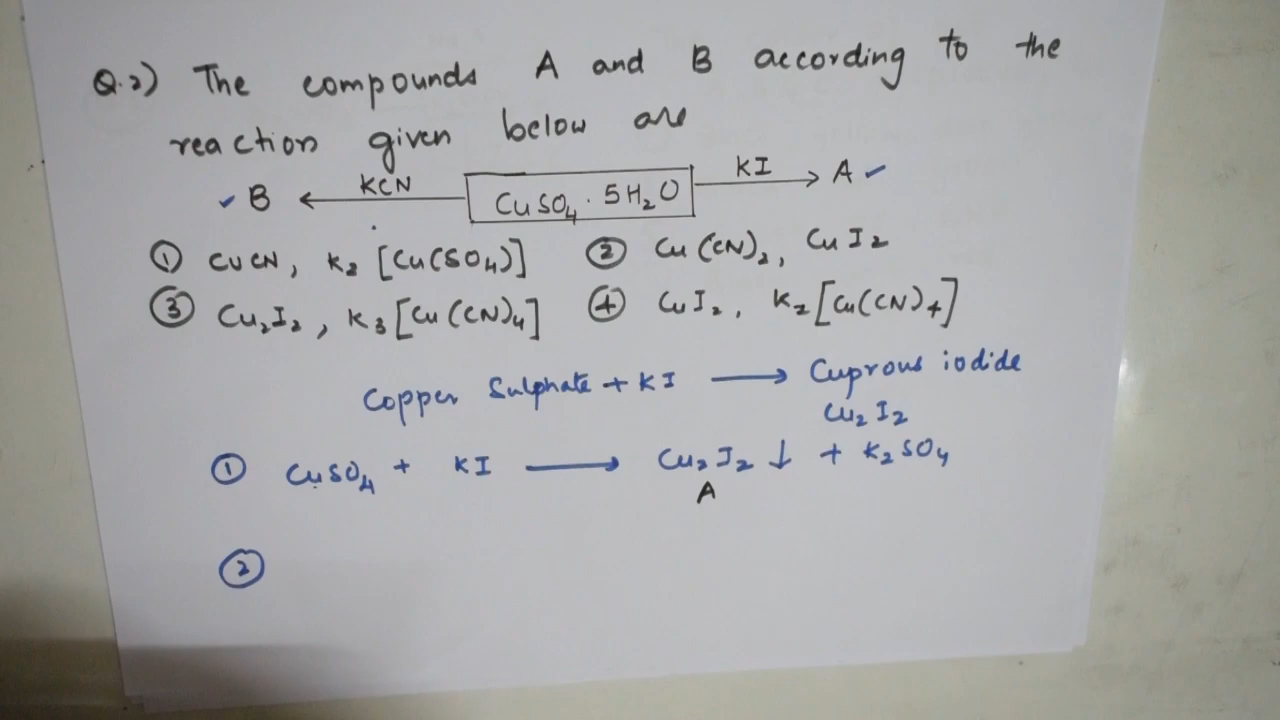 Q.2) The compounds A and B according to the
reaction given below are
B ← KCN CuSO₄ · 5H₂O KI → A
① CuCN, K₂ [Cu(SO₄)] ② Cu (CN)₂, CuI₂
③ Cu₂I₂, K₃ [Cu (CN)₄] ④ CuI₂, K₂ [Cu(CN)₄]
Copper Sulphate + KI → Cuprous iodide
Cu₂I₂
① CuSO₄ + KI → Cu₂I₂ ↓ + K₂SO₄
A
②